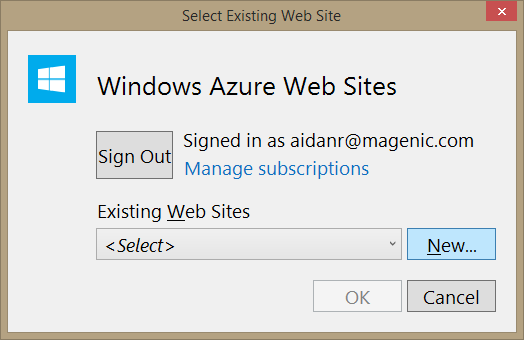 Select Existing Web Site
Windows Azure Web Sites
Sign Out
Signed in as aidanr@magenic.com
Manage subscriptions
Existing Web Sites
<Select>
New...
OK
Cancel